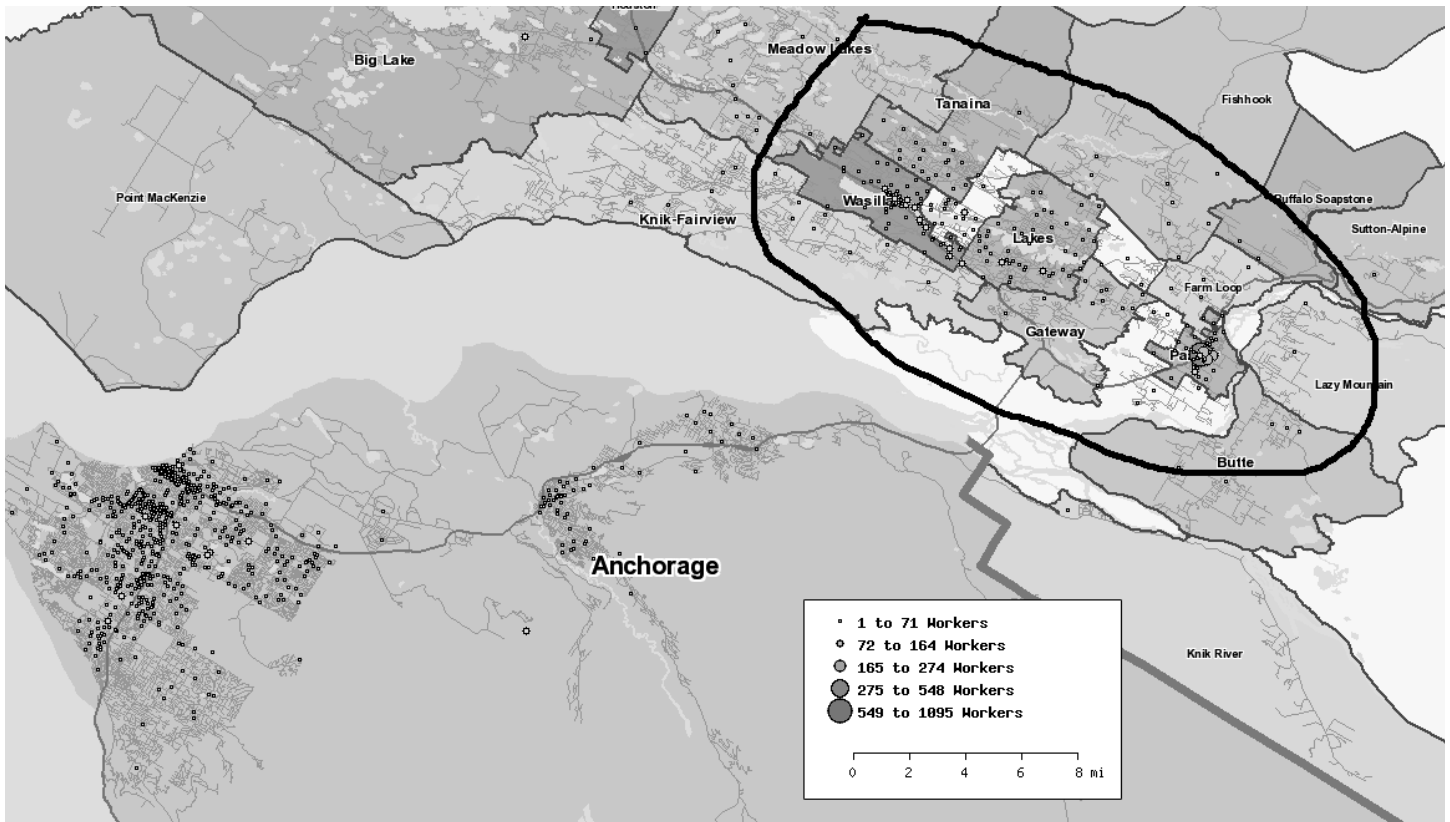 Houston
Meadow Lakes
Big Lake
Tanaina
Fishhook
Point MacKenzie
Buffalo Soapstone
Wasilla
Knik-Fairview
Sutton-Alpine
Lakes
Farm Loop
Gateway
Palmer
Lazy Mountain
Butte
Anchorage
Knik River
1 to 71 Workers
72 to 164 Workers
165 to 274 Workers
275 to 548 Workers
549 to 1095 Workers
0 2 4 6 8 mi